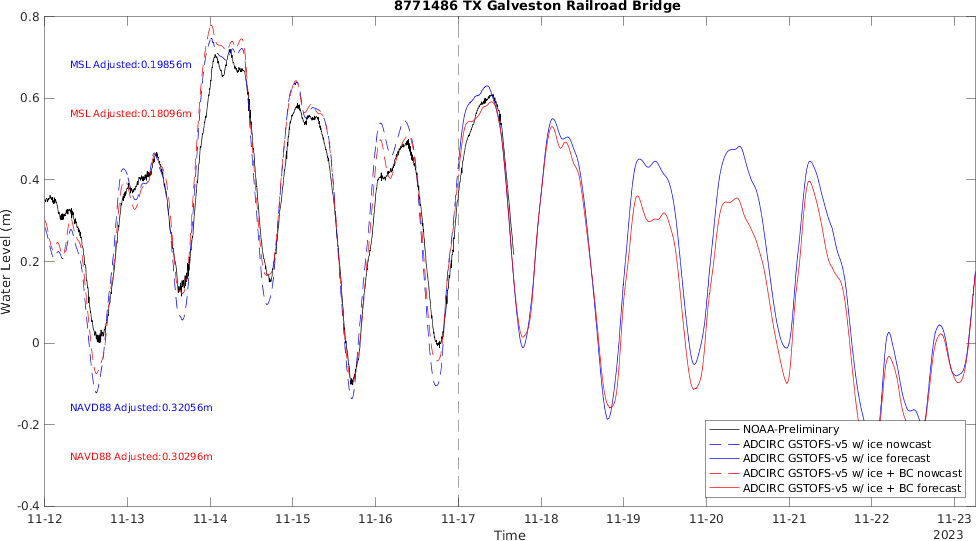 8771486 TX Galveston Railroad Bridge
0.8
0.6
0.4
0.2
0
-0.2
-0.4
Water Level (m)
MSL Adjusted:0.19856m
MSL Adjusted:0.18096m
NAVD88 Adjusted:0.32056m
NAVD88 Adjusted:0.30296m
NOAA-Preliminary
ADCIRC GSTOFS-v5 w/ ice nowcast
ADCIRC GSTOFS-v5 w/ ice forecast
ADCIRC GSTOFS-v5 w/ ice + BC nowcast
ADCIRC GSTOFS-v5 w/ ice + BC forecast
11-12 11-13 11-14 11-15 11-16 11-17 11-18 11-19 11-20 11-21 11-22 11-23
Time
2023